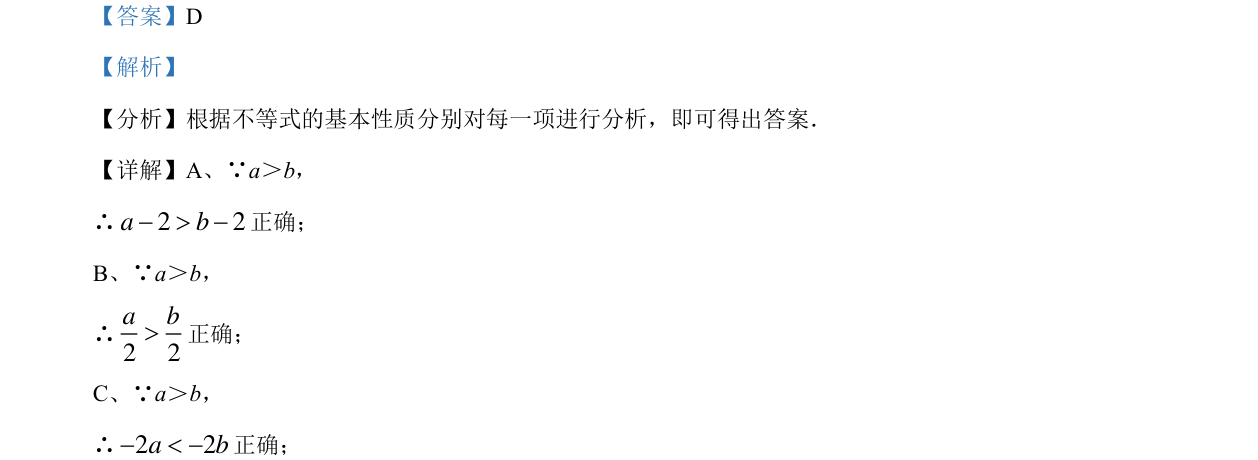 【答案】D
【解析】
【分析】根据不等式的基本性质分别对每一项进行分析，即可得出答案．
【详解】A、∵a＞b，
∴a−2>b−2正确；
B、∵a＞b，
∴a/2>b/2正确；
C、∵a＞b，
∴−2a<−2b正确；